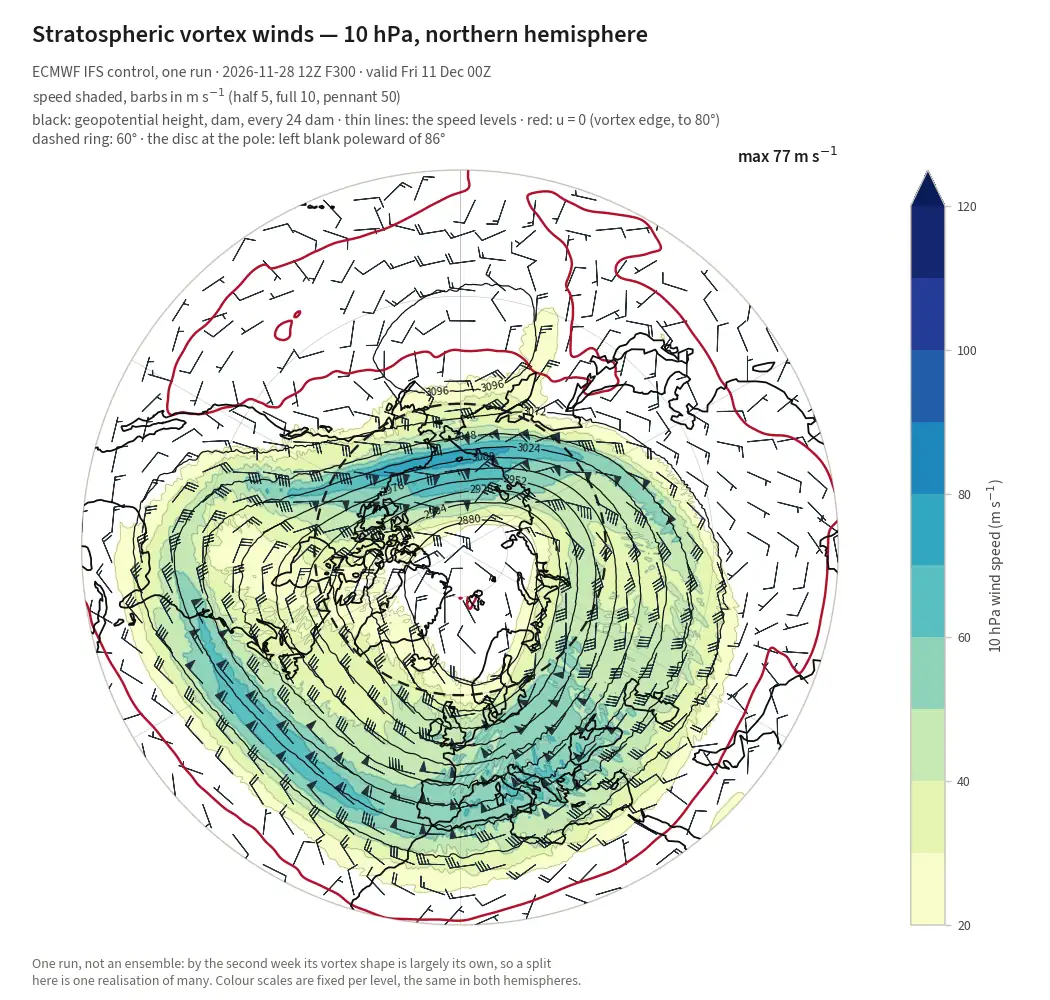 Stratospheric vortex winds — 10 hPa, northern hemisphere
ECMWF IFS control, one run · 2026-11-28 12Z F300 · valid Fri 11 Dec 00Z
speed shaded, barbs in m s⁻¹ (half 5, full 10, pennant 50)
black: geopotential height, dam, every 24 dam · thin lines: the speed levels · red: u = 0 (vortex edge, to 80°)
dashed ring: 60° · the disc at the pole: left blank poleward of 86°
max 77 m s⁻¹
120
100
80
60
40
20
10 hPa wind speed (m s⁻¹)
3096
3096
3072
3024
2952
2880
One run, not an ensemble: by the second week its vortex shape is largely its own, so a split
here is one realisation of many. Colour scales are fixed per level, the same in both hemispheres.